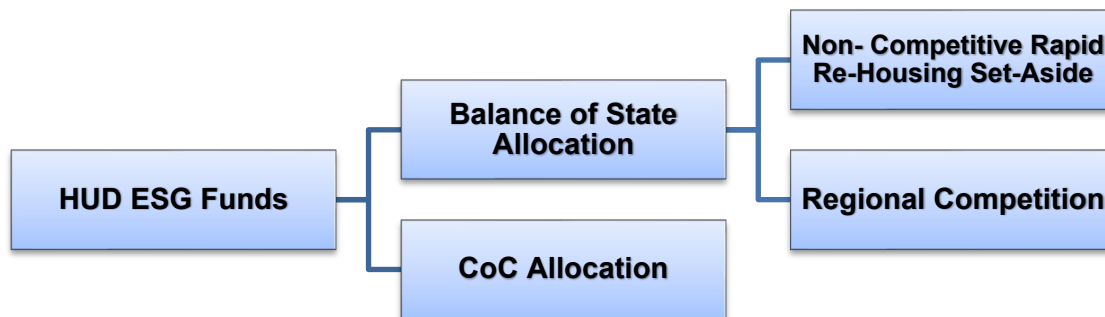 HUD ESG Funds
Balance of State
Allocation
CoC Allocation
Non- Competitive Rapid
Re-Housing Set-Aside
Regional Competition